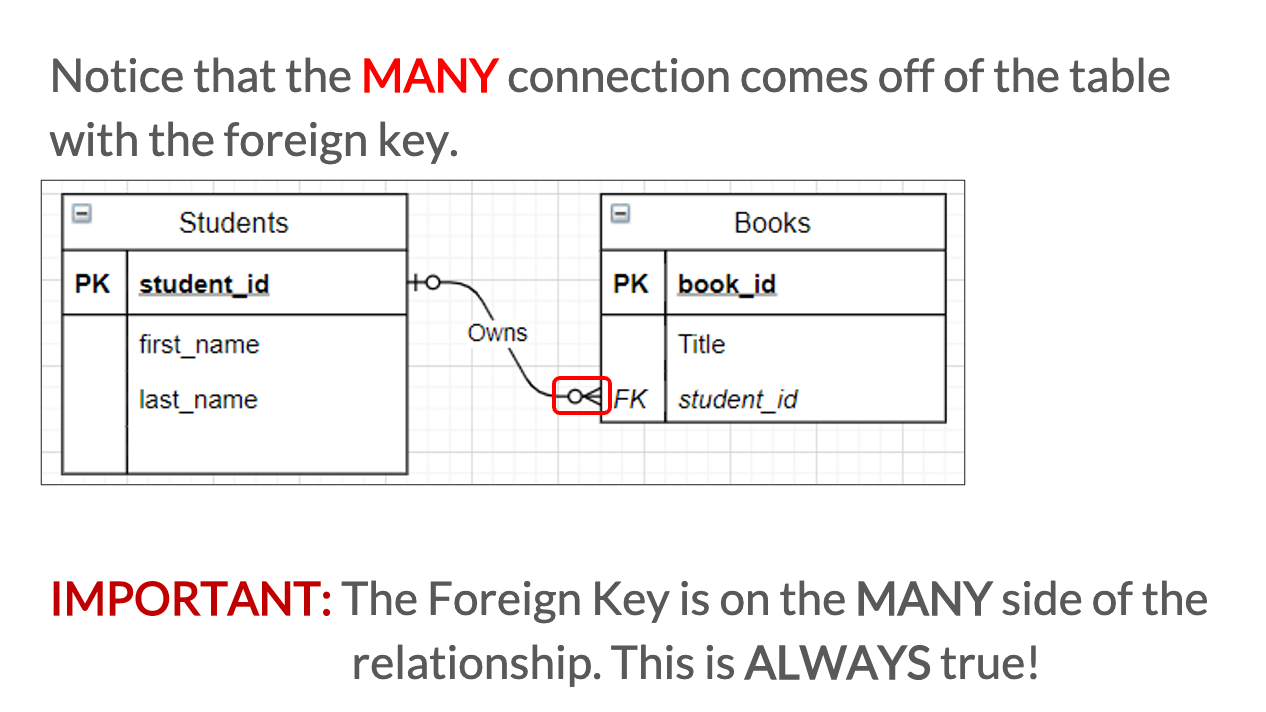 Notice that the MANY connection comes off of the table
with the foreign key.
Students
PK student_id
first_name
last_name
Owns
Books
PK book_id
Title
FK student_id
IMPORTANT: The Foreign Key is on the MANY side of the
relationship. This is ALWAYS true!